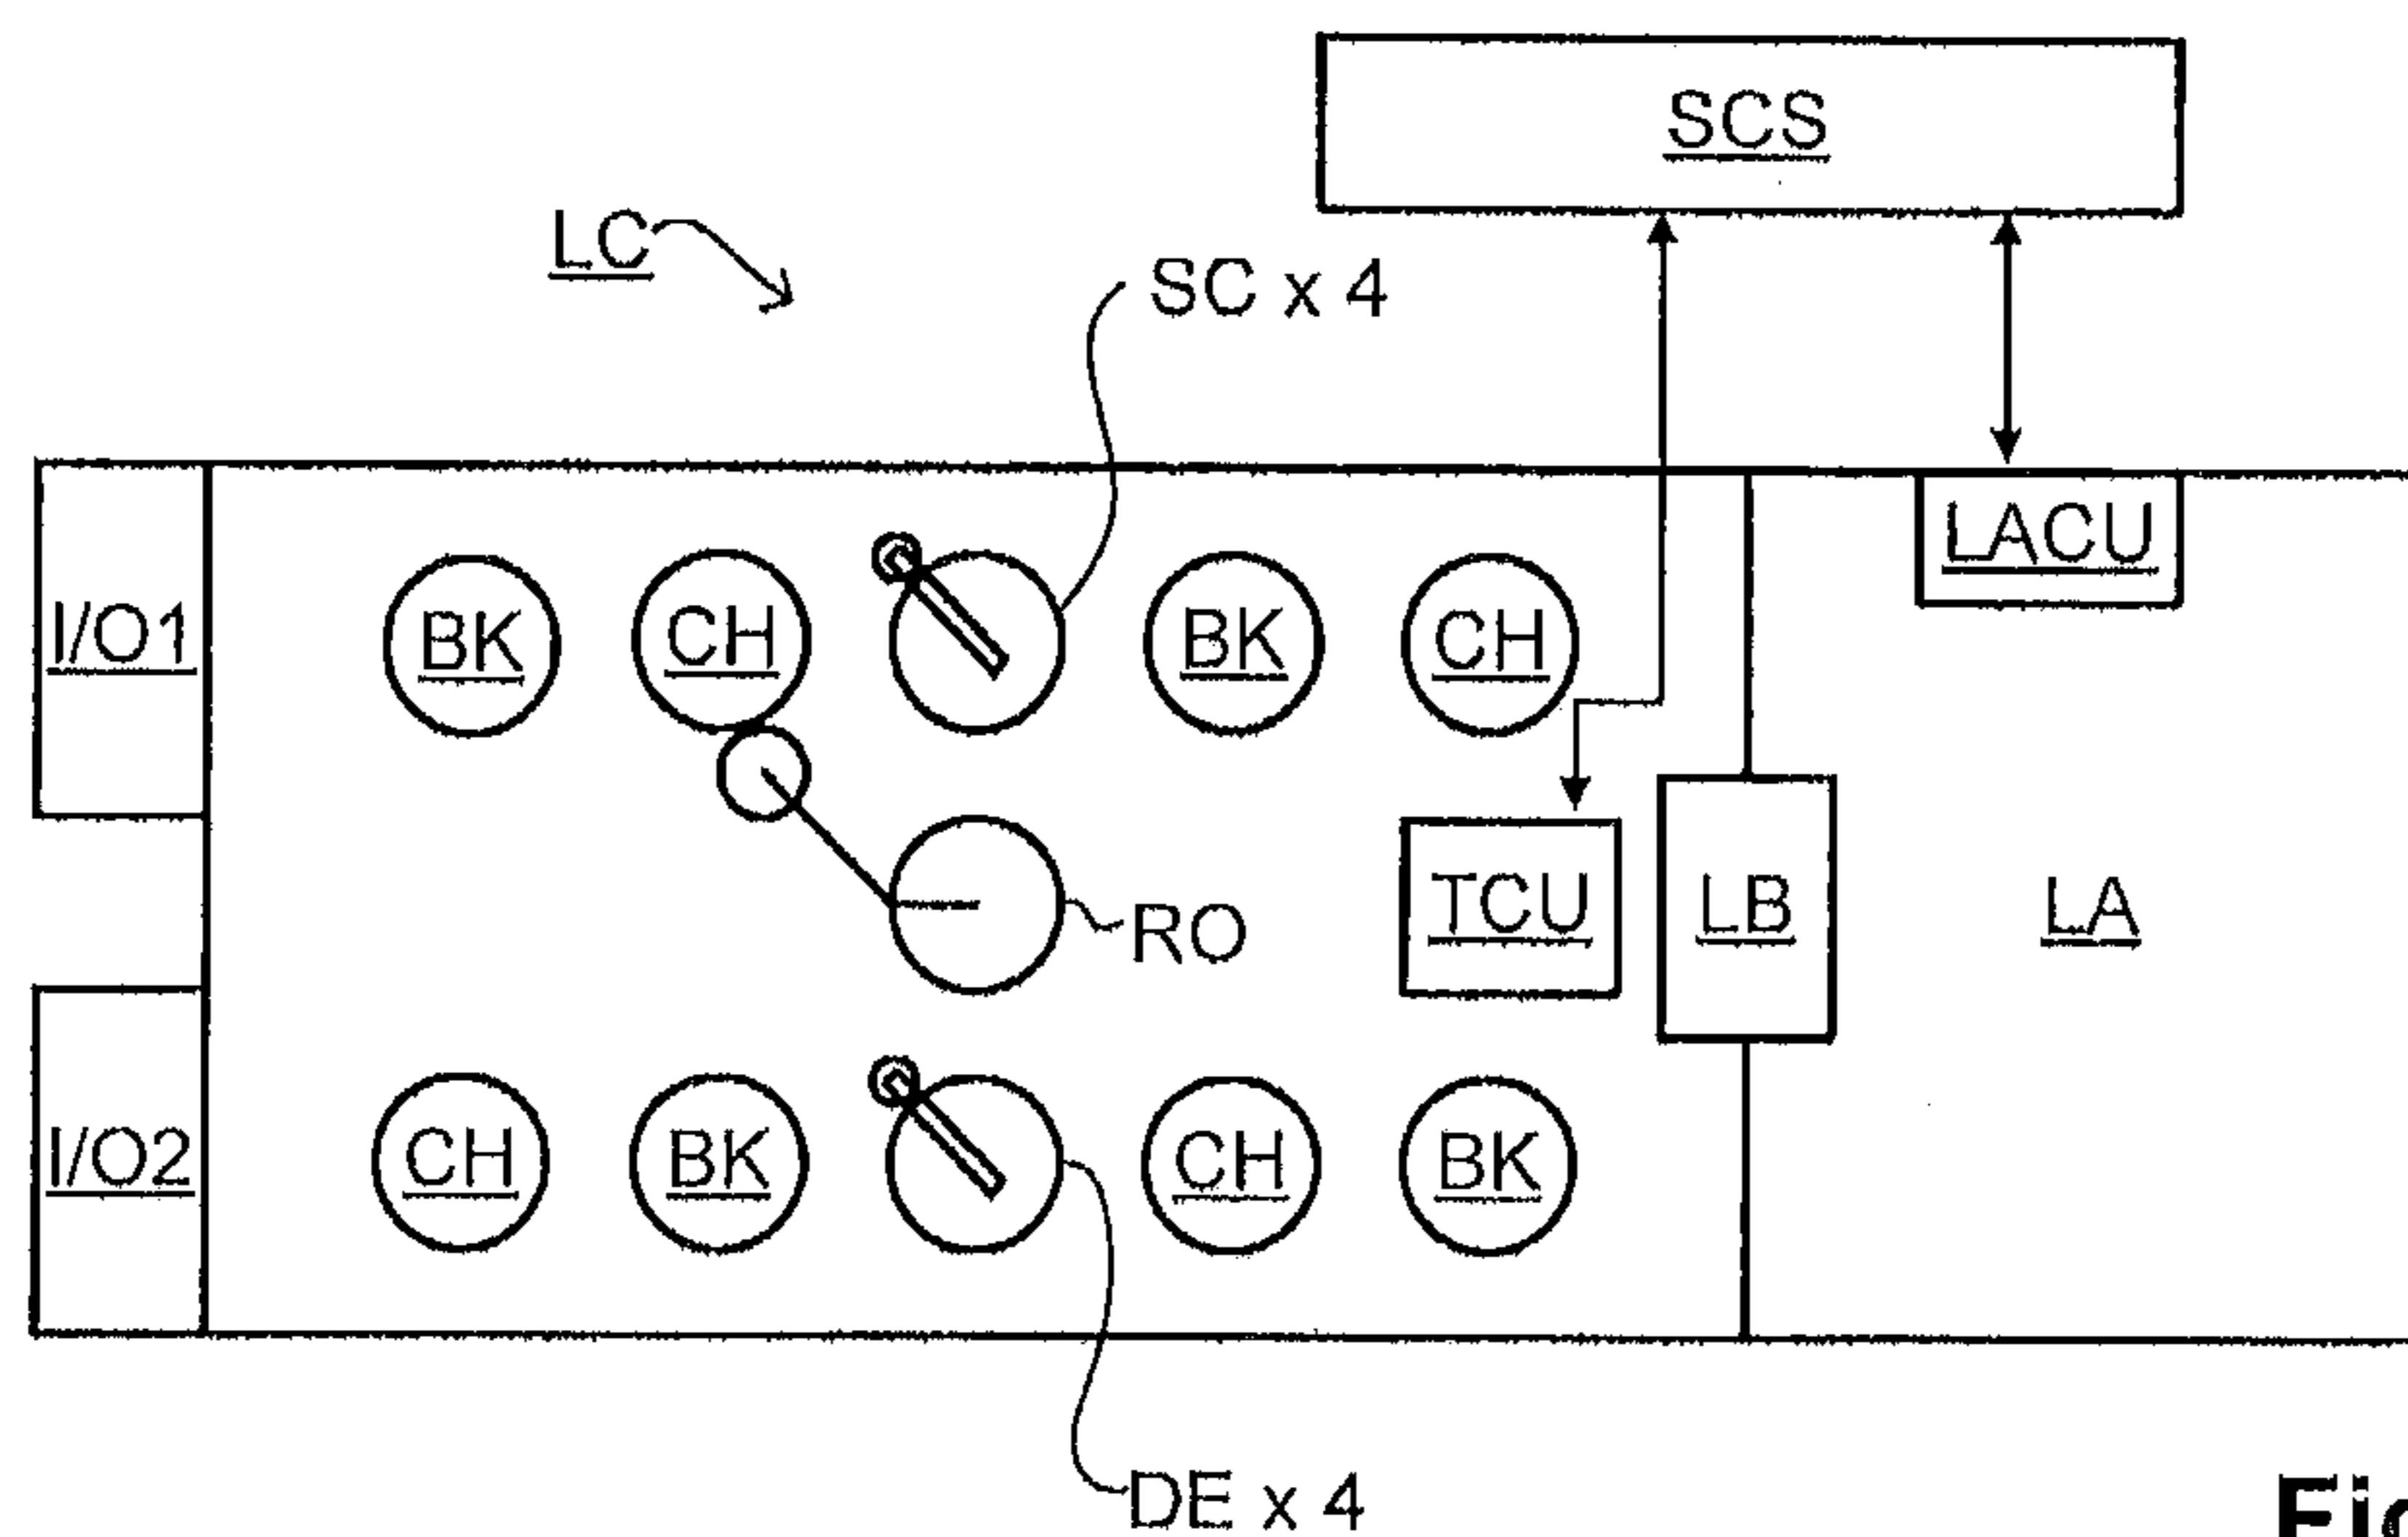 SCS
LC
SC x 4
LACU
I/O1
BK
CH
BK
CH
TCU
LB
LA
RO
I/O2
CH
BK
CH
BK
DE x 4